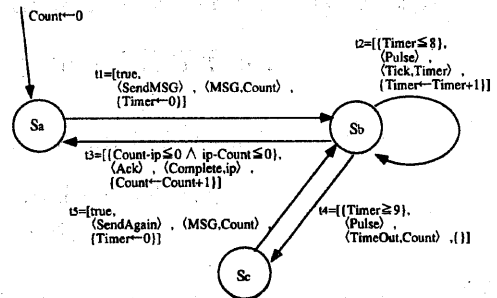 Count←0
t1=[true,
⟨SendMSG⟩ , ⟨MSG,Count⟩ ,
{Timer←0}]
t2=[{Timer≦8},
⟨Pulse⟩ ,
⟨Tick,Timer⟩ ,
{Timer←Timer+1}]
Sa
Sb
t3=[{Count-ip≦0 ∧ ip-Count≦0},
⟨Ack⟩ , ⟨Complete,ip⟩ ,
{Count←Count+1}]
t5=[true,
⟨SendAgain⟩ , ⟨MSG,Count⟩ ,
{Timer←0}]
t4=[{Timer≧9},
⟨Pulse⟩ ,
⟨TimeOut,Count⟩ ,{}]
Sc